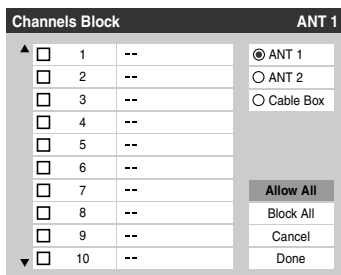 Channels Block ANT 1
1 -- ANT 1
2 -- ANT 2
3 -- Cable Box
4 --
5 --
6 --
7 -- Allow All
8 -- Block All
9 -- Cancel
10 -- Done